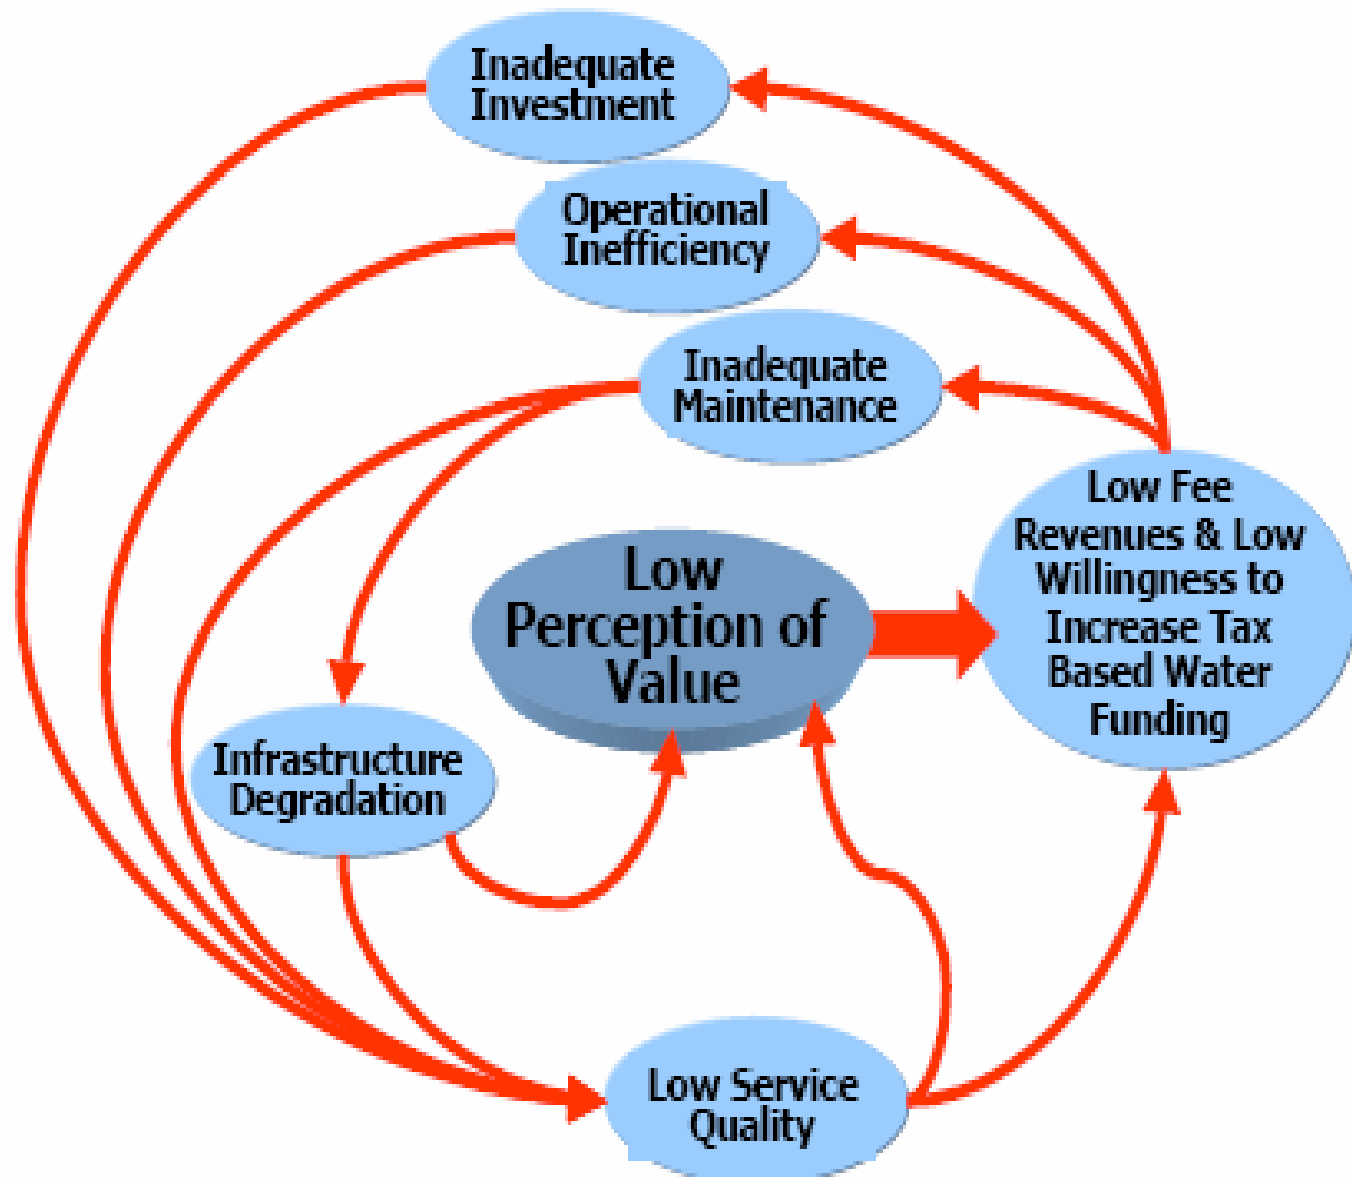 Inadequate
Investment
Operational
Inefficiency
Inadequate
Maintenance
Low Fee
Revenues & Low
Willingness to
Increase Tax
Based Water
Funding
Low
Perception of
Value
Infrastructure
Degradation
Low Service
Quality